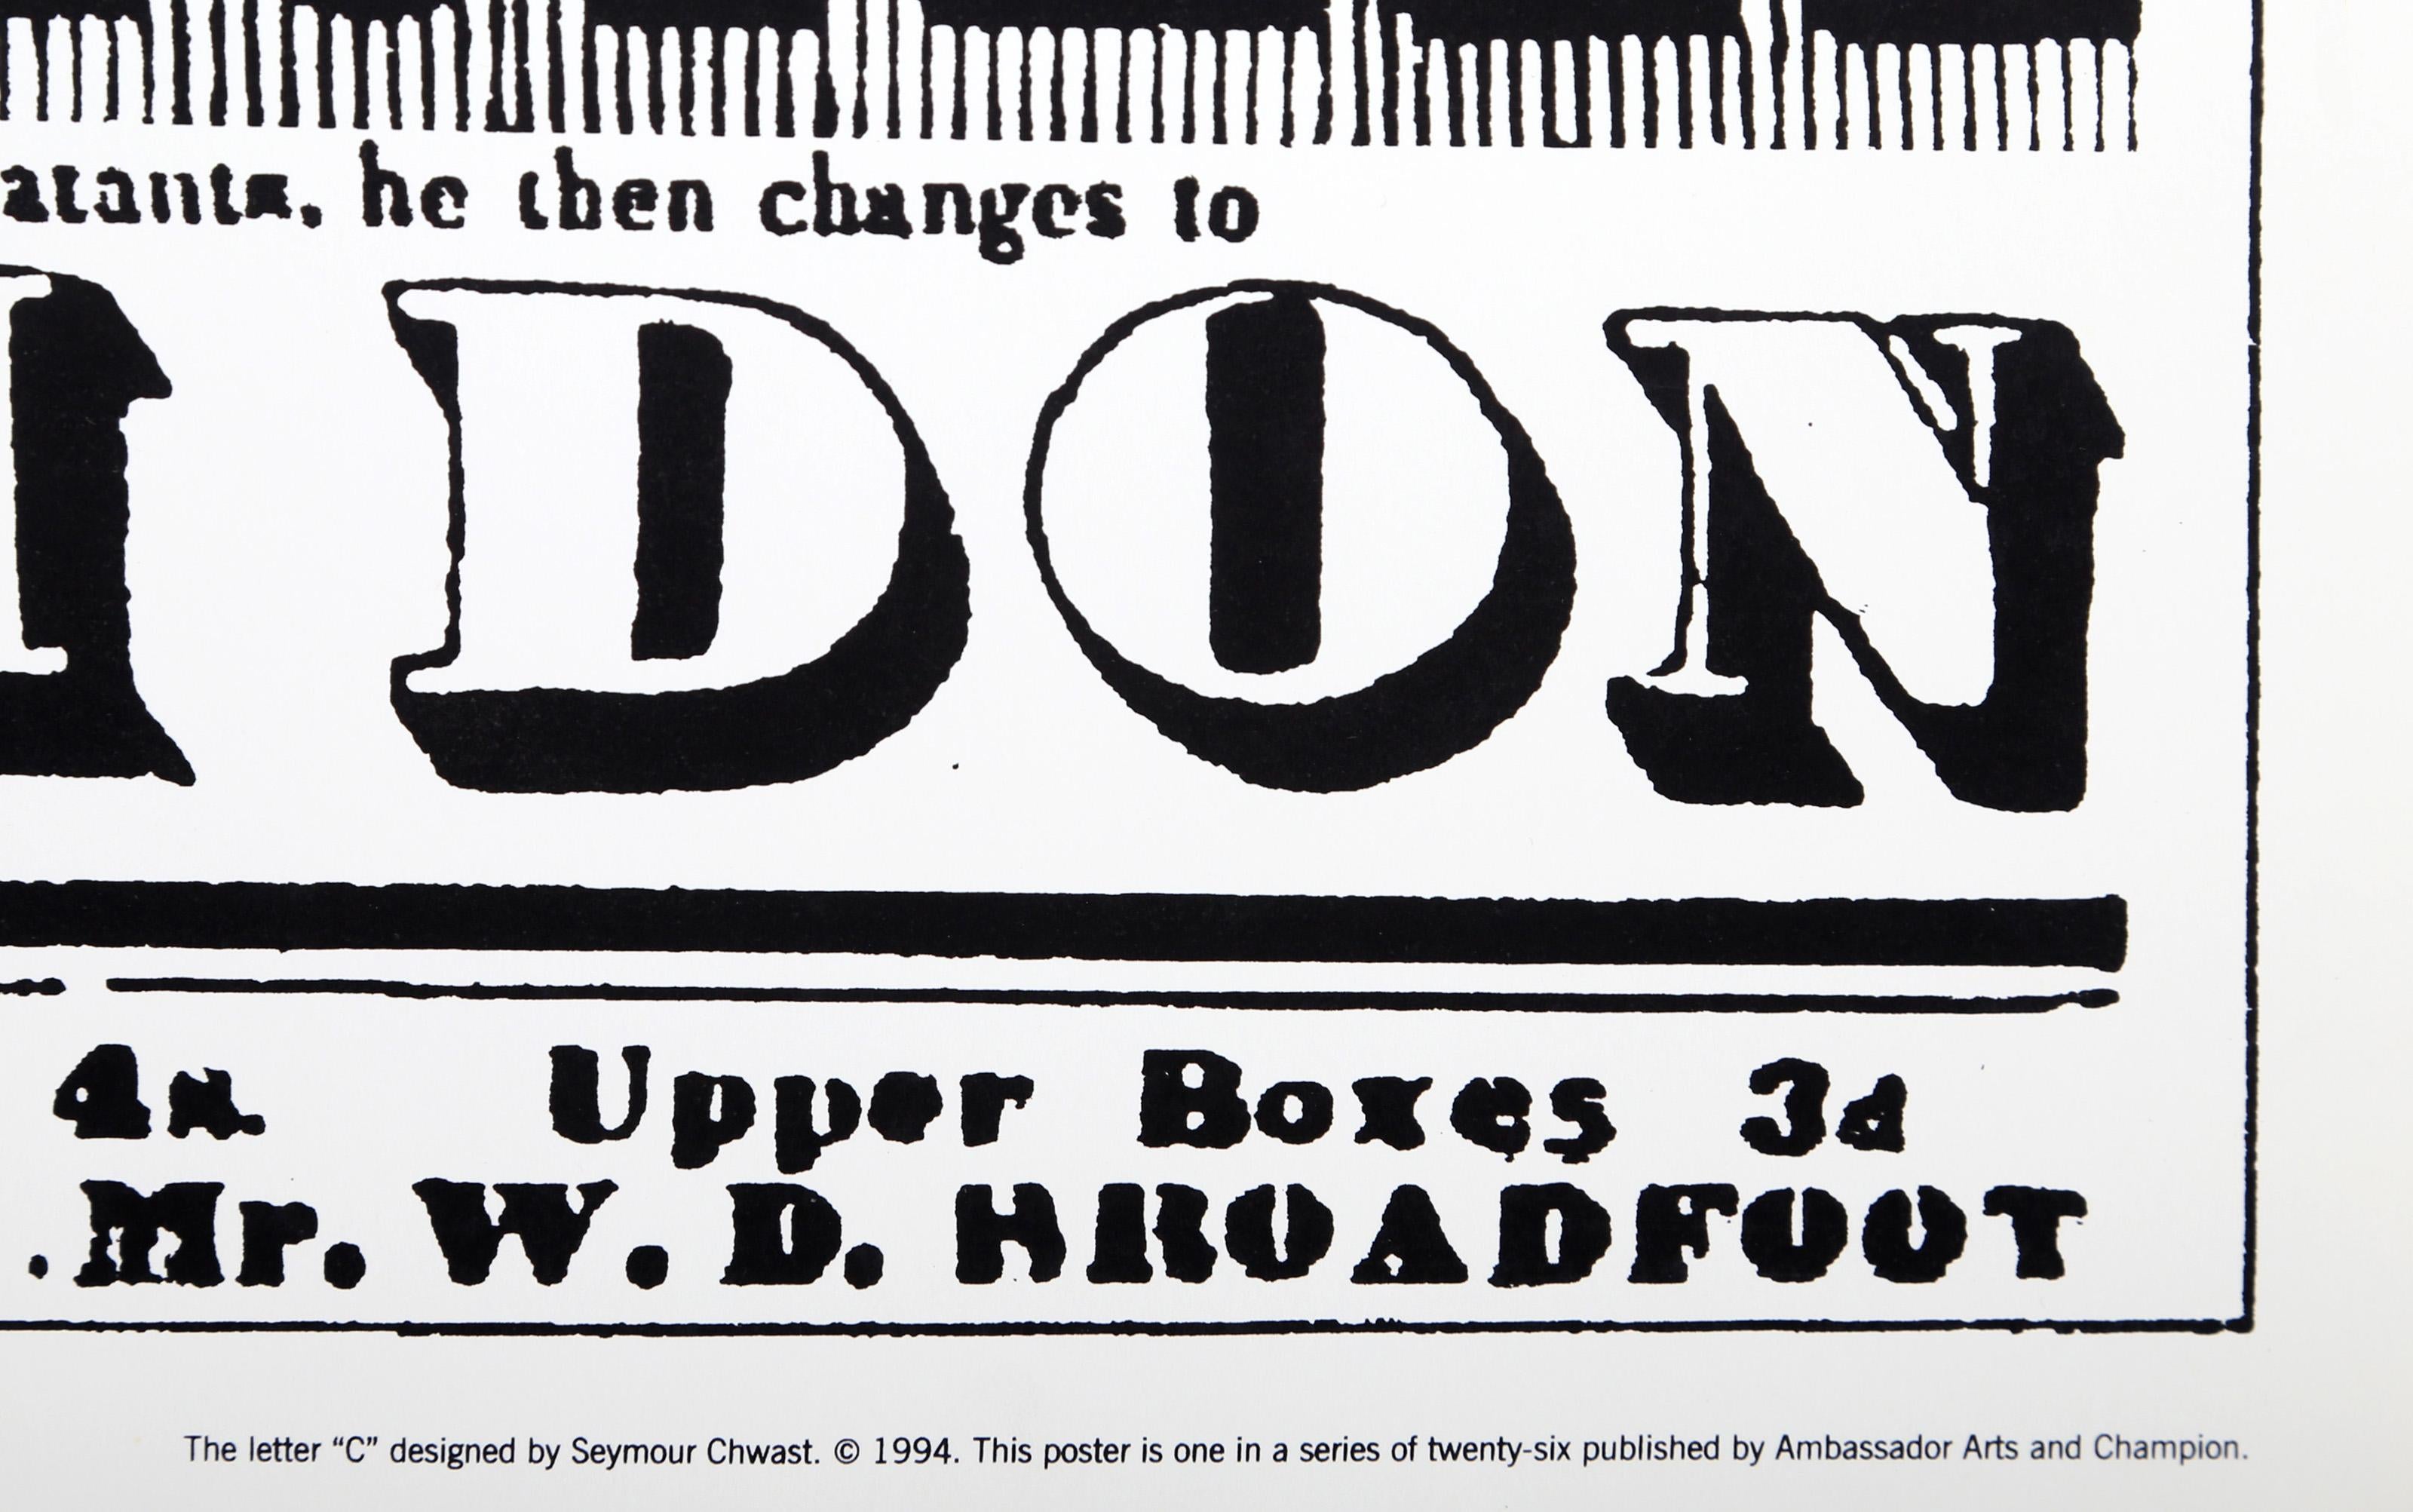 he then changes to
DON
4s. Upper Boxes 3d
. Mr. W. D. BROADFOOT
The letter “C” designed by Seymour Chwast. © 1994. This poster is one in a series of twenty-six published by Ambassador Arts and Champion.